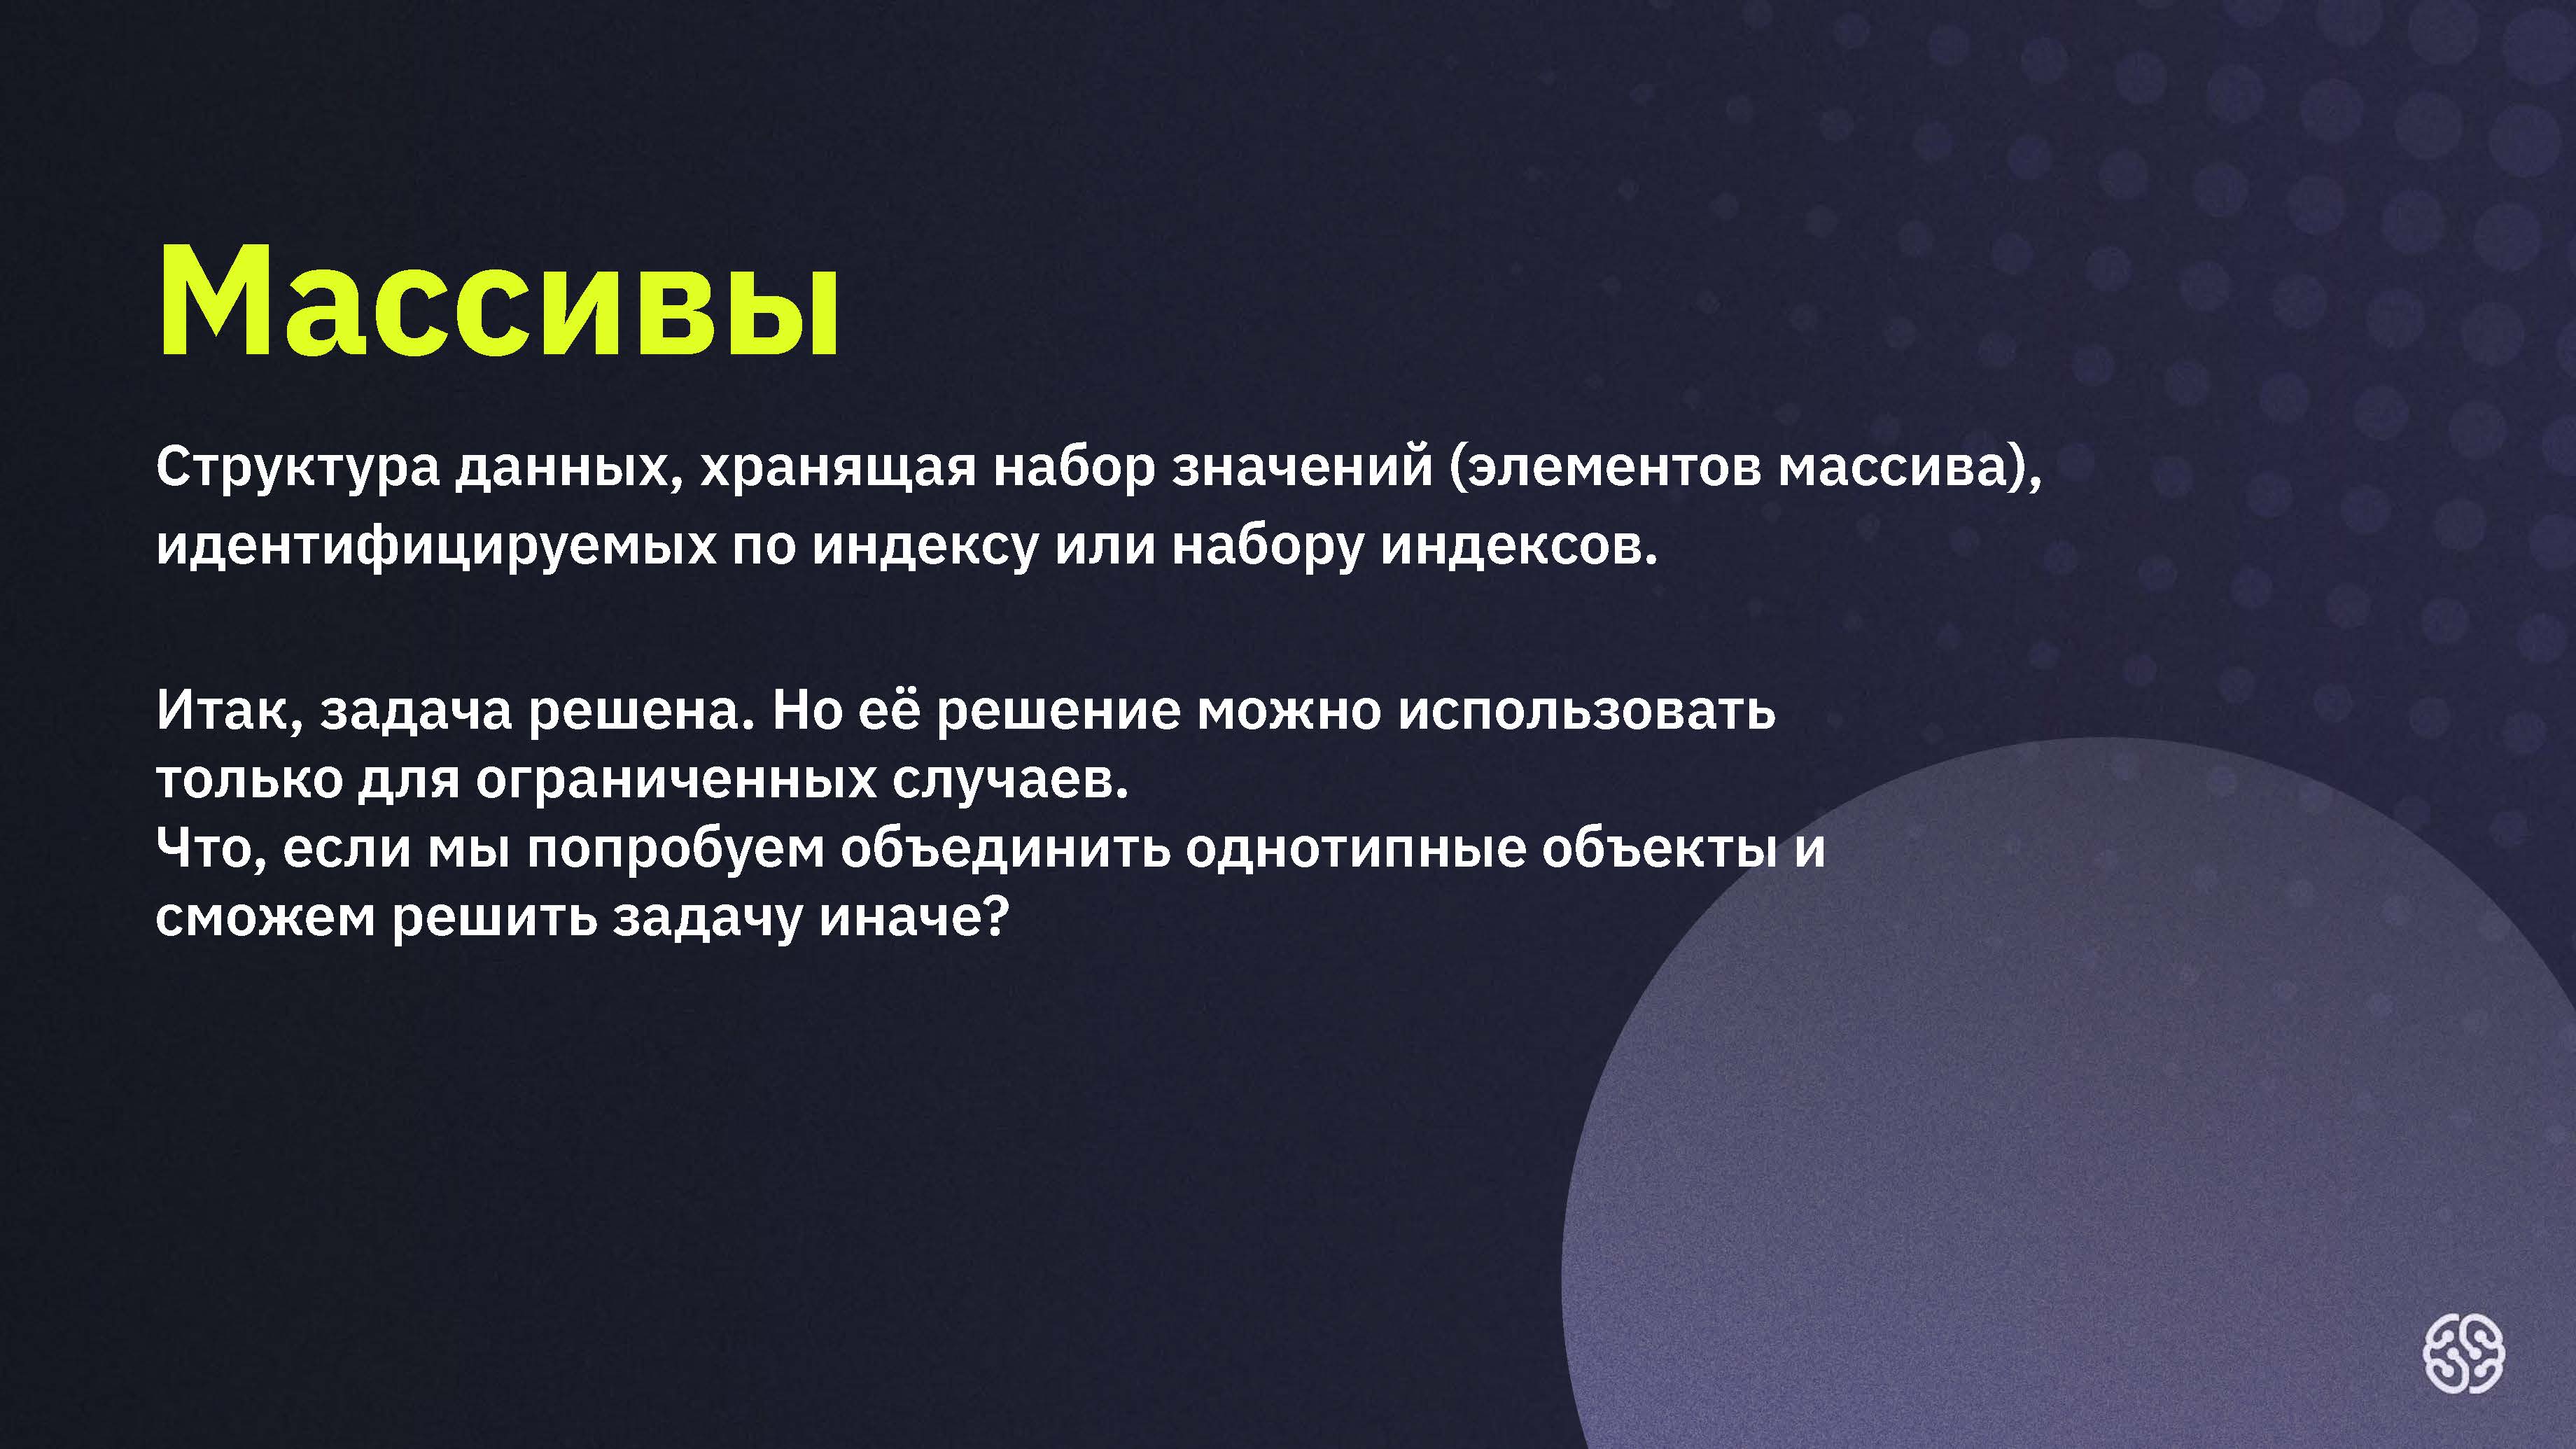 Массивы
Структура данных, хранящая набор значений (элементов массива),
идентифицируемых по индексу или набору индексов.
Итак, задача решена. Но её решение можно использовать
только для ограниченных случаев.
Что, если мы попробуем объединить однотипные объекты и
сможем решить задачу иначе?